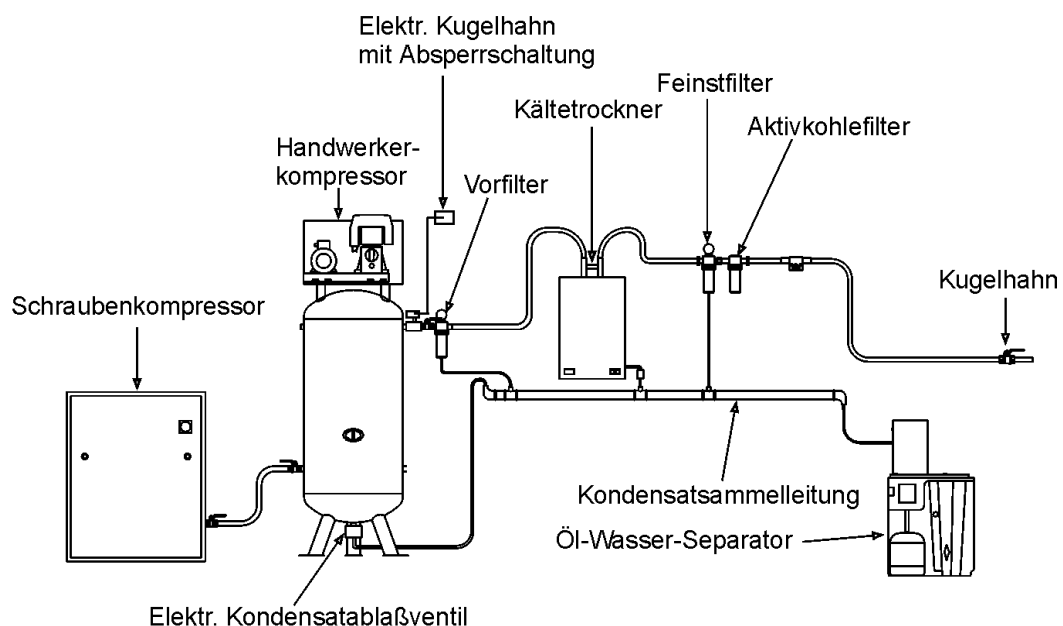 Elektr. Kugelhahn
mit Absperrschaltung
Feinstfilter
Kältetrockner
Aktivkohlefilter
Handwerker-
kompressor
Vorfilter
Kugelhahn
Schraubenkompressor
Kondensatsammelleitung
Öl-Wasser-Separator
Elektr. Kondensatablaßventil